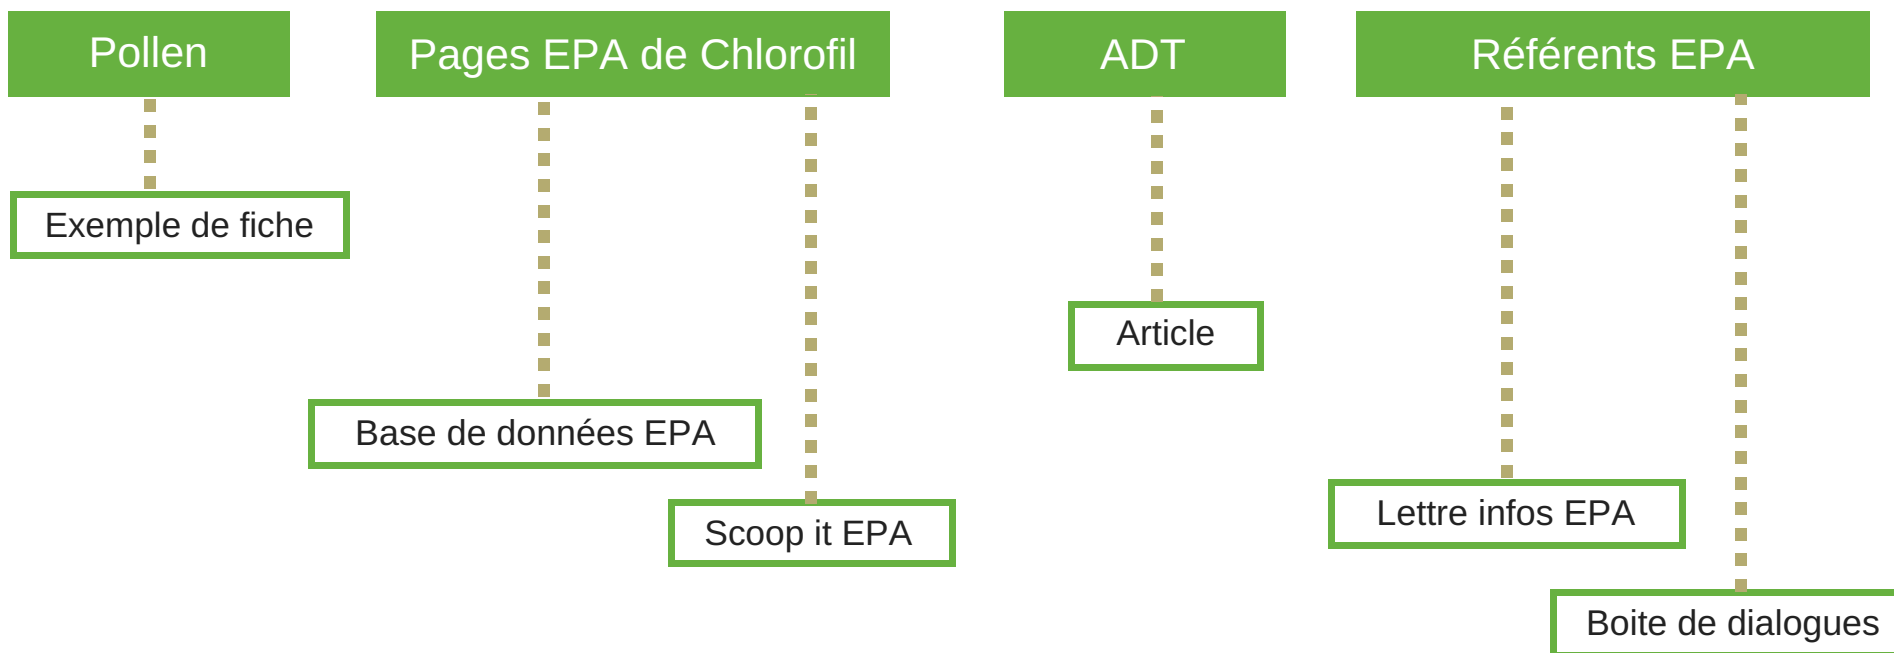 Pollen
Pages EPA de Chlorofil
ADT
Référents EPA
Exemple de fiche
Article
Base de données EPA
Lettre infos EPA
Scoop it EPA
Boite de dialogues